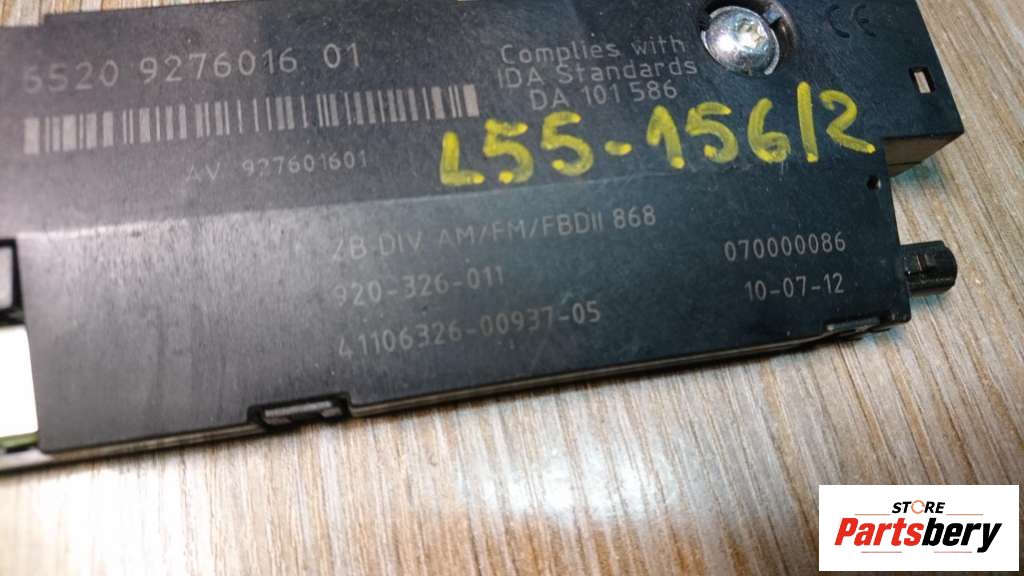 6520 9276016 01
Complies with
IDA Standards
DA 101 586
CE
AV 927601601
L55-156/2
ZB DIV AM/FM/FBDII 868
920-326-011
41106326-00937-05
070000086
10-07-12
STORE
Partsbery